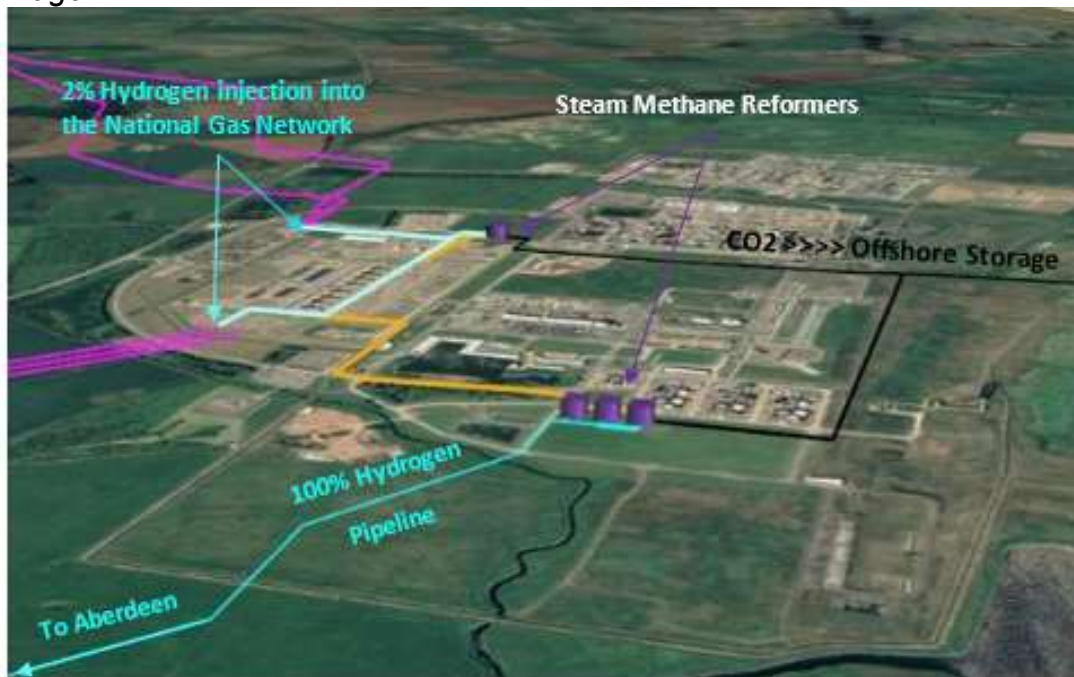 2% Hydrogen injection into
the National Gas Network
Steam Methane Reformers
CO2 >>>> Offshore Storage
100% Hydrogen
Pipeline
To Aberdeen